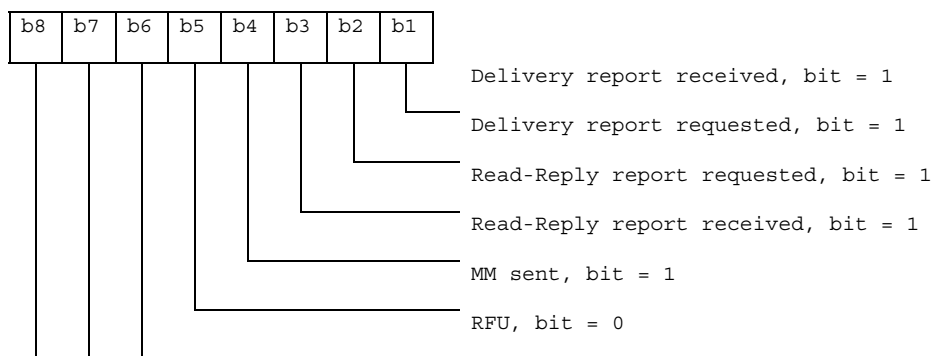 b8 b7 b6 b5 b4 b3 b2 b1
Delivery report received, bit = 1
Delivery report requested, bit = 1
Read-Reply report requested, bit = 1
Read-Reply report received, bit = 1
MM sent, bit = 1
RFU, bit = 0